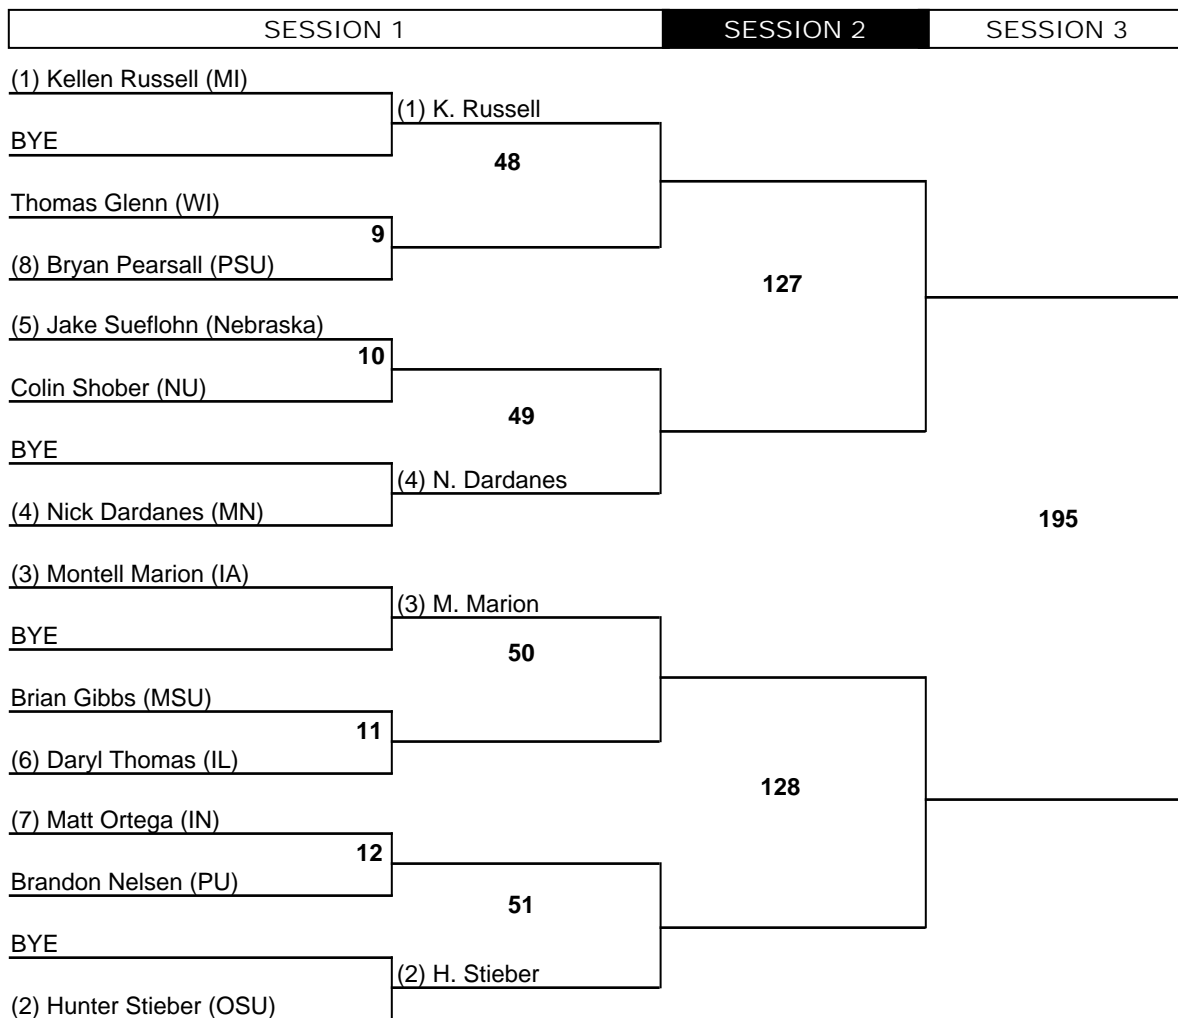 SESSION 1 SESSION 2 SESSION 3
(1) Kellen Russell (MI)
(1) K. Russell
BYE
48
Thomas Glenn (WI)
9
(8) Bryan Pearsall (PSU)
127
(5) Jake Sueflohn (Nebraska)
10
Colin Shober (NU)
49
BYE
(4) N. Dardanes
(4) Nick Dardanes (MN)
195
(3) Montell Marion (IA)
(3) M. Marion
BYE
50
Brian Gibbs (MSU)
11
(6) Daryl Thomas (IL)
128
(7) Matt Ortega (IN)
12
Brandon Nelsen (PU)
51
BYE
(2) H. Stieber
(2) Hunter Stieber (OSU)